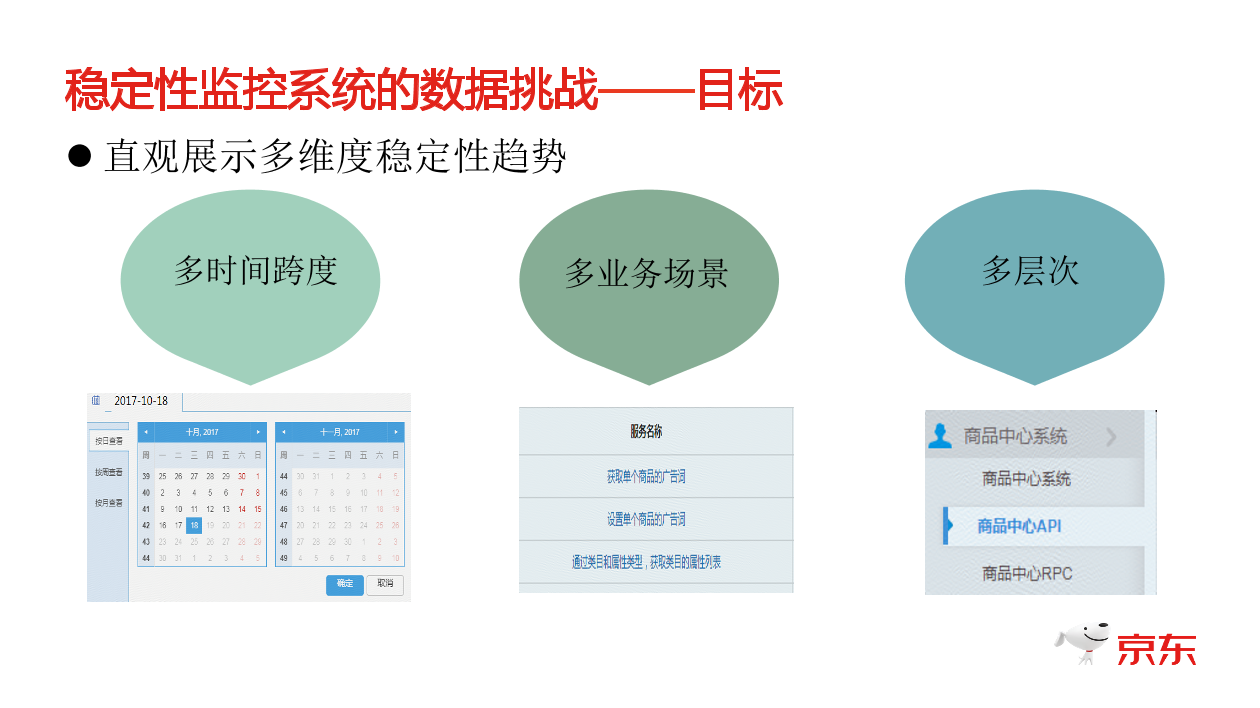 稳定性监控系统的数据挑战——目标
● 直观展示多维度稳定性趋势
多时间跨度
多业务场景
多层次
2017-10-18
按日查看
按周查看
按月查看
十月, 2017
周 一 二 三 四 五 六 日
39 25 26 27 28 29 30 1
40 2 3 4 5 6 7 8
41 9 10 11 12 13 14 15
42 16 17 18 19 20 21 22
43 23 24 25 26 27 28 29
44 30 31 1 2 3 4 5
十一月, 2017
周 一 二 三 四 五 六 日
44 30 31 1 2 3 4 5
45 6 7 8 9 10 11 12
46 13 14 15 16 17 18 19
47 20 21 22 23 24 25 26
48 27 28 29 30 1 2 3
49 4 5 6 7 8 9 10
确定
取消
服务名称
获取单个商品的广告词
设置单个商品的广告词
通过类目和属性类型，获取类目的属性列表
商品中心系统
商品中心系统
商品中心API
商品中心RPC
京东